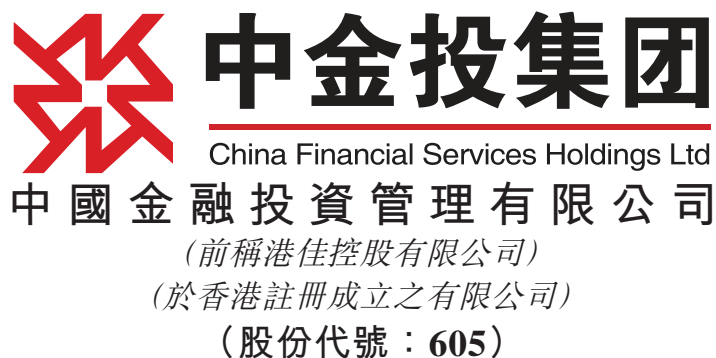 中金投集团
China Financial Services Holdings Ltd
中國金融投資管理有限公司
(前稱港佳控股有限公司)
(於香港註冊成立之有限公司)
（股份代號：605）